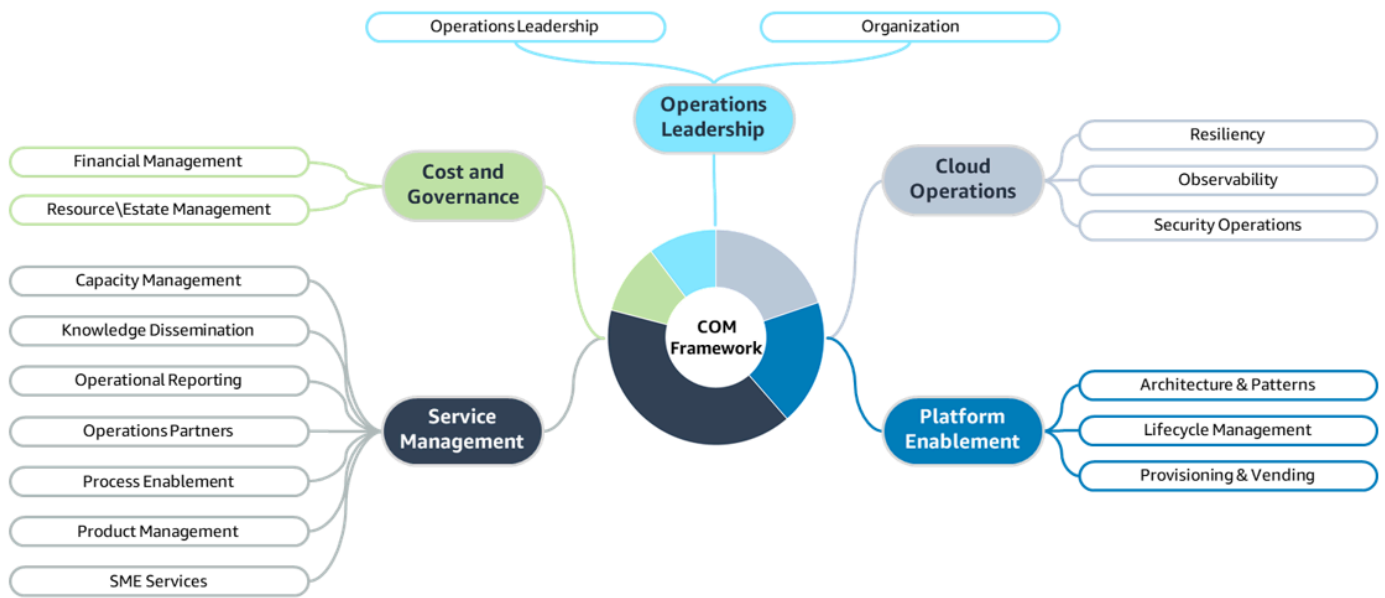 Operations Leadership
Organization
Operations
Leadership
Cost and
Governance
Financial Management
Resource\Estate Management
Cloud
Operations
Resiliency
Observability
Security Operations
COM
Framework
Service
Management
Capacity Management
Knowledge Dissemination
Operational Reporting
Operations Partners
Process Enablement
Product Management
SME Services
Platform
Enablement
Architecture & Patterns
Lifecycle Management
Provisioning & Vending